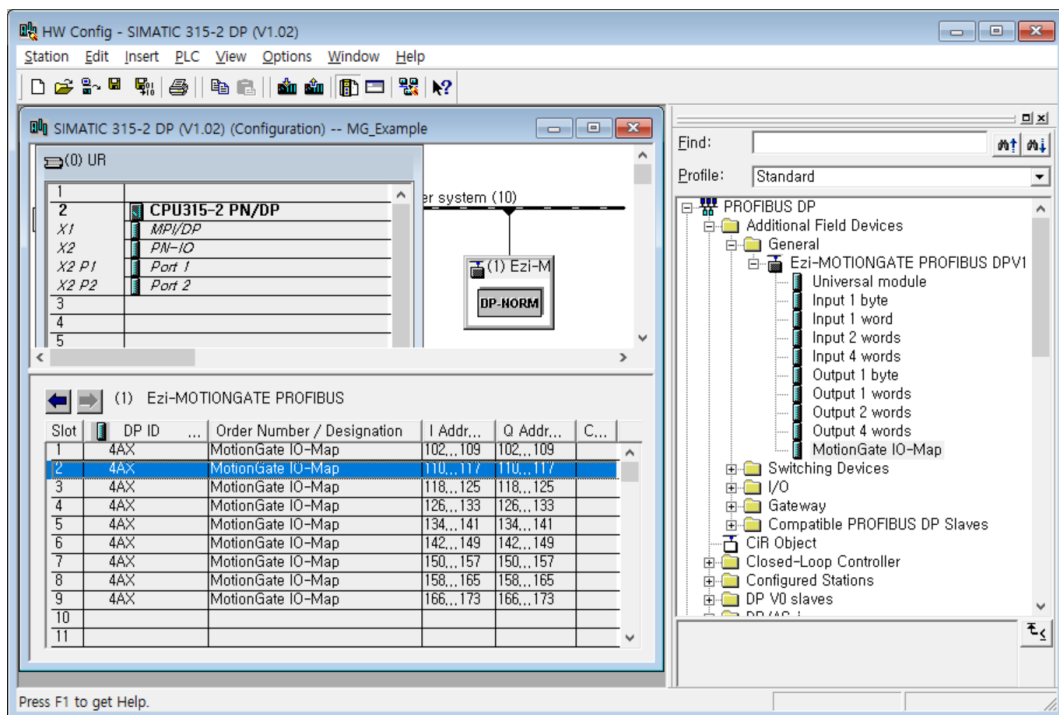 HW Config - SIMATIC 315-2 DP (V1.02)
Station Edit Insert PLC View Options Window Help
SIMATIC 315-2 DP (V1.02) (Configuration) -- MG_Example
(0) UR
1
2 CPU315-2 PN/DP
X1 MPI/DP
X2 PN-IO
X2 P1 Port 1
X2 P2 Port 2
3
4
5
er system (10)
(1) Ezi-M
DP-NORM
(1) Ezi-MOTIONGATE PROFIBUS
Slot DP ID ... Order Number / Designation I Addr... Q Addr... C...
1 4AX MotionGate IO-Map 102...109 102...109
2 4AX MotionGate IO-Map 110...117 110...117
3 4AX MotionGate IO-Map 118...125 118...125
4 4AX MotionGate IO-Map 126...133 126...133
5 4AX MotionGate IO-Map 134...141 134...141
6 4AX MotionGate IO-Map 142...149 142...149
7 4AX MotionGate IO-Map 150...157 150...157
8 4AX MotionGate IO-Map 158...165 158...165
9 4AX MotionGate IO-Map 166...173 166...173
10
11
Find:
Profile: Standard
PROFIBUS DP
Additional Field Devices
General
Ezi-MOTIONGATE PROFIBUS DPV1
Universal module
Input 1 byte
Input 1 word
Input 2 words
Input 4 words
Output 1 byte
Output 1 words
Output 2 words
Output 4 words
MotionGate IO-Map
Switching Devices
I/O
Gateway
Compatible PROFIBUS DP Slaves
CiR Object
Closed-Loop Controller
Configured Stations
DP V0 slaves
Press F1 to get Help.